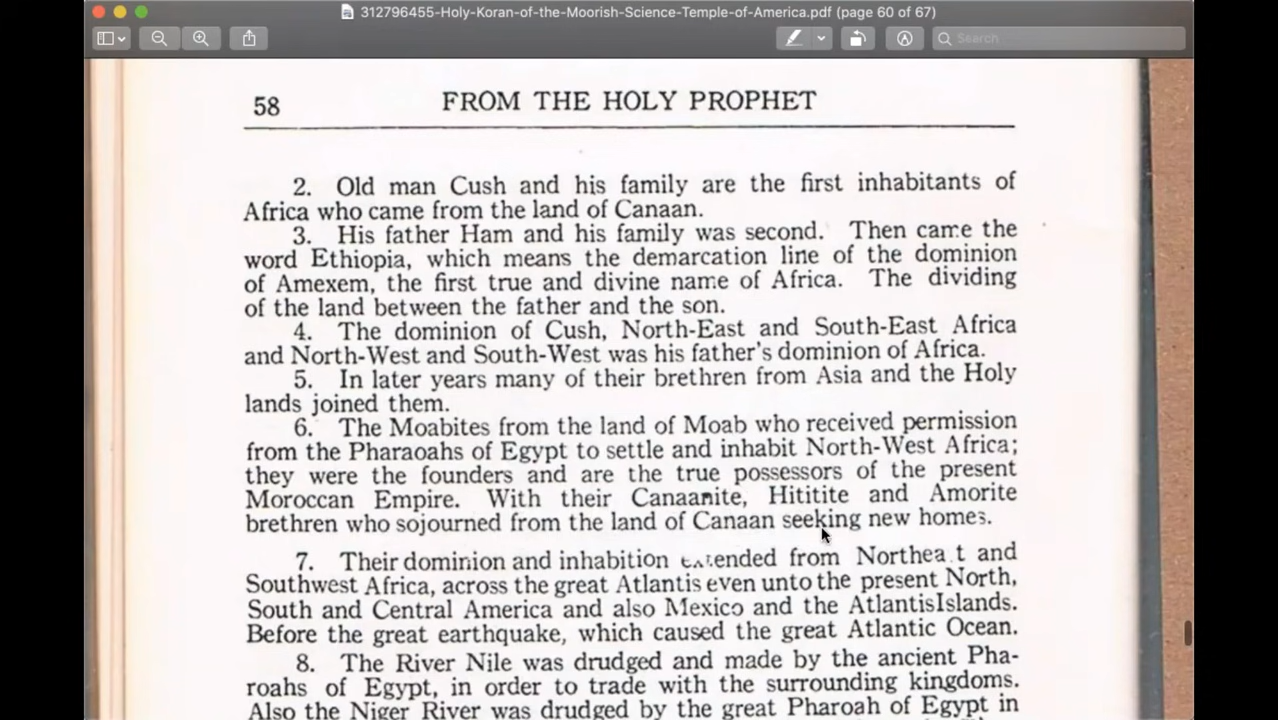 312796455-Holy-Koran-of-the-Moorish-Science-Temple-of-America.pdf (page 60 of 67)
Search
58 FROM THE HOLY PROPHET
2. Old man Cush and his family are the first inhabitants of
Africa who came from the land of Canaan.
3. His father Ham and his family was second. Then came the
word Ethiopia, which means the demarcation line of the dominion
of Amexem, the first true and divine name of Africa. The dividing
of the land between the father and the son.
4. The dominion of Cush, North-East and South-East Africa
and North-West and South-West was his father's dominion of Africa.
5. In later years many of their brethren from Asia and the Holy
lands joined them.
6. The Moabites from the land of Moab who received permission
from the Pharaoahs of Egypt to settle and inhabit North-West Africa;
they were the founders and are the true possessors of the present
Moroccan Empire. With their Canaanite, Hititite and Amorite
brethren who sojourned from the land of Canaan seeking new homes.
7. Their dominion and inhabition extended from Northeast and
Southwest Africa, across the great Atlantis even unto the present North,
South and Central America and also Mexico and the AtlantisIslands.
Before the great earthquake, which caused the great Atlantic Ocean.
8. The River Nile was drudged and made by the ancient Pha-
roahs of Egypt, in order to trade with the surrounding kingdoms.
Also the Niger River was drudged by the great Pharoah of Egypt in